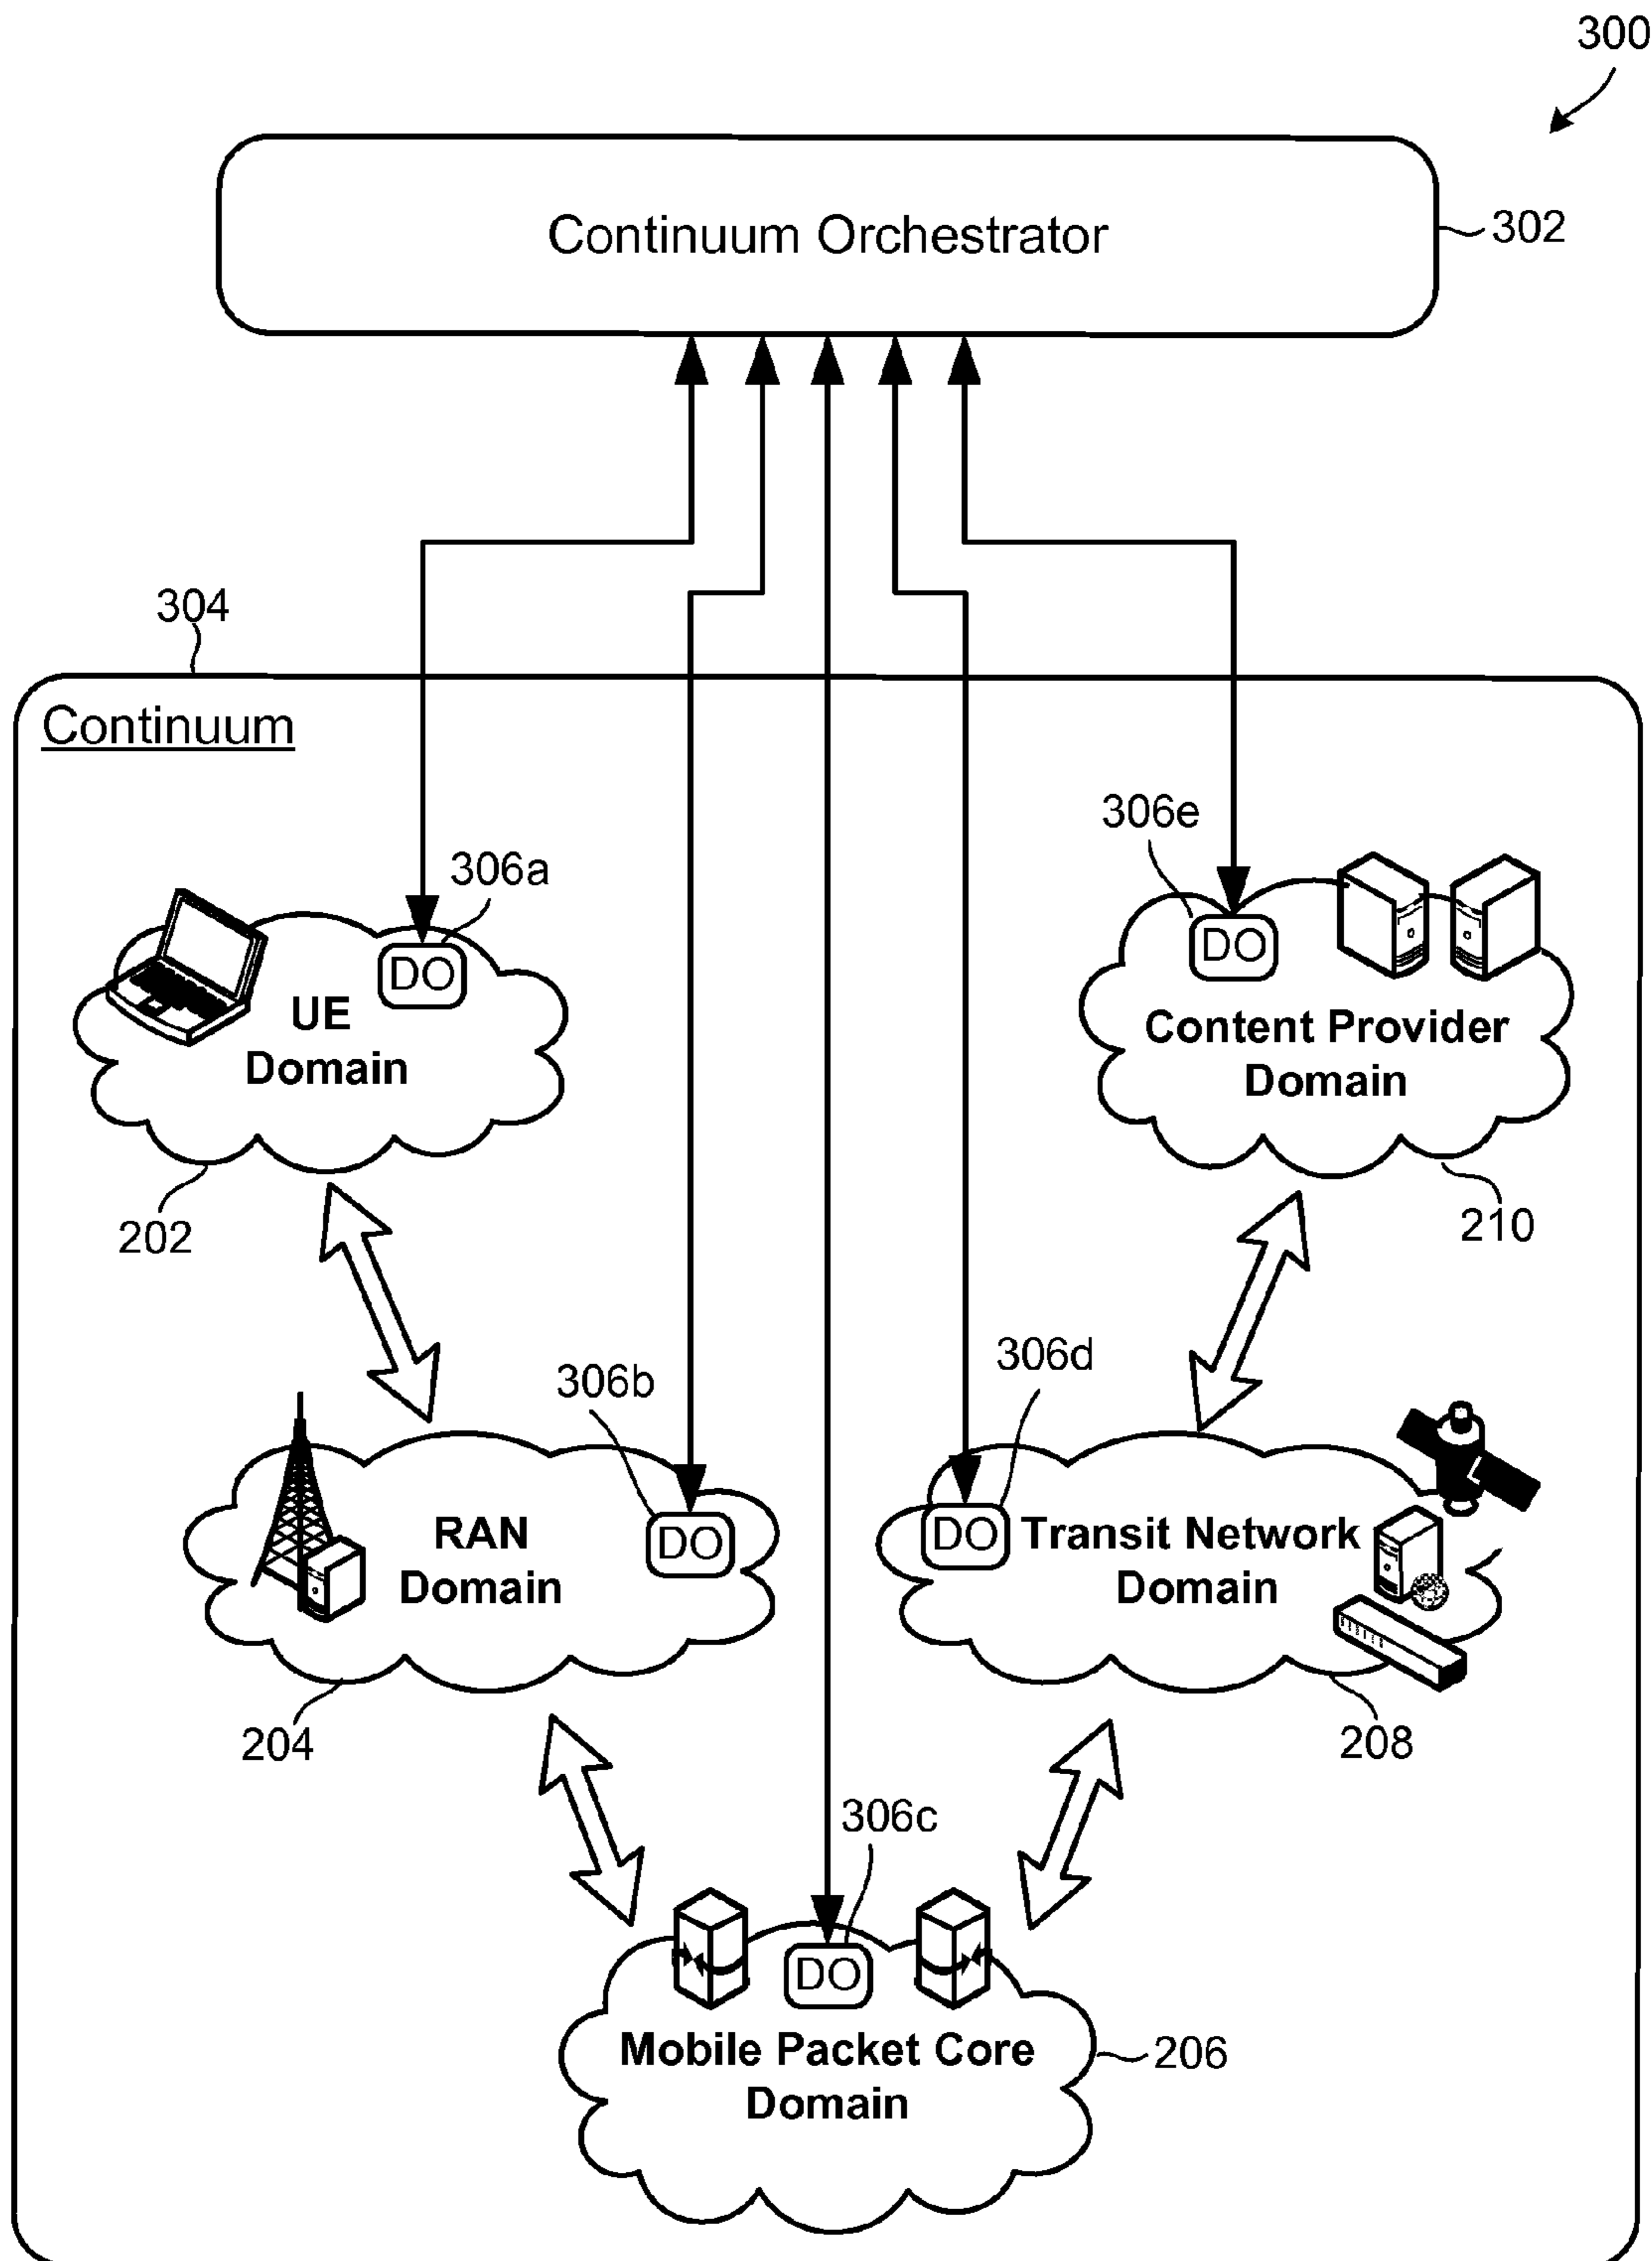 300
Continuum Orchestrator
302
304
Continuum
306e
306a
DO
DO
UE
Domain
Content Provider
Domain
202
210
306b
306d
RAN
Domain
DO
DO
Transit Network
Domain
204
208
306c
DO
Mobile Packet Core
Domain
206